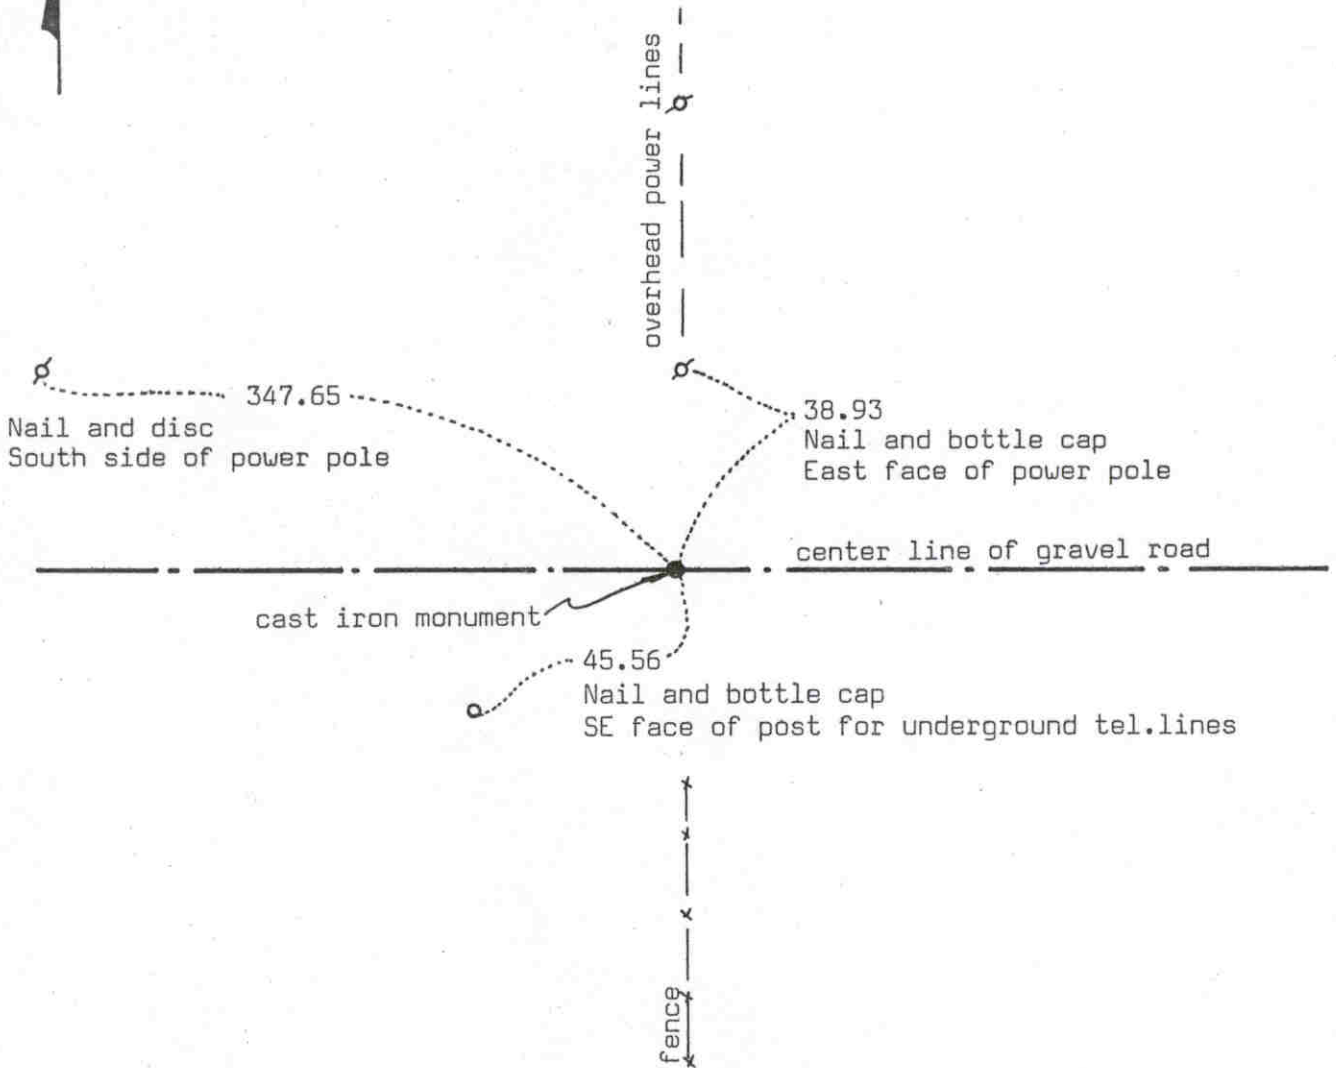 overhead power lines
347.65
Nail and disc
South side of power pole
38.93
Nail and bottle cap
East face of power pole
center line of gravel road
cast iron monument
45.56
Nail and bottle cap
SE face of post for underground tel.lines
fence